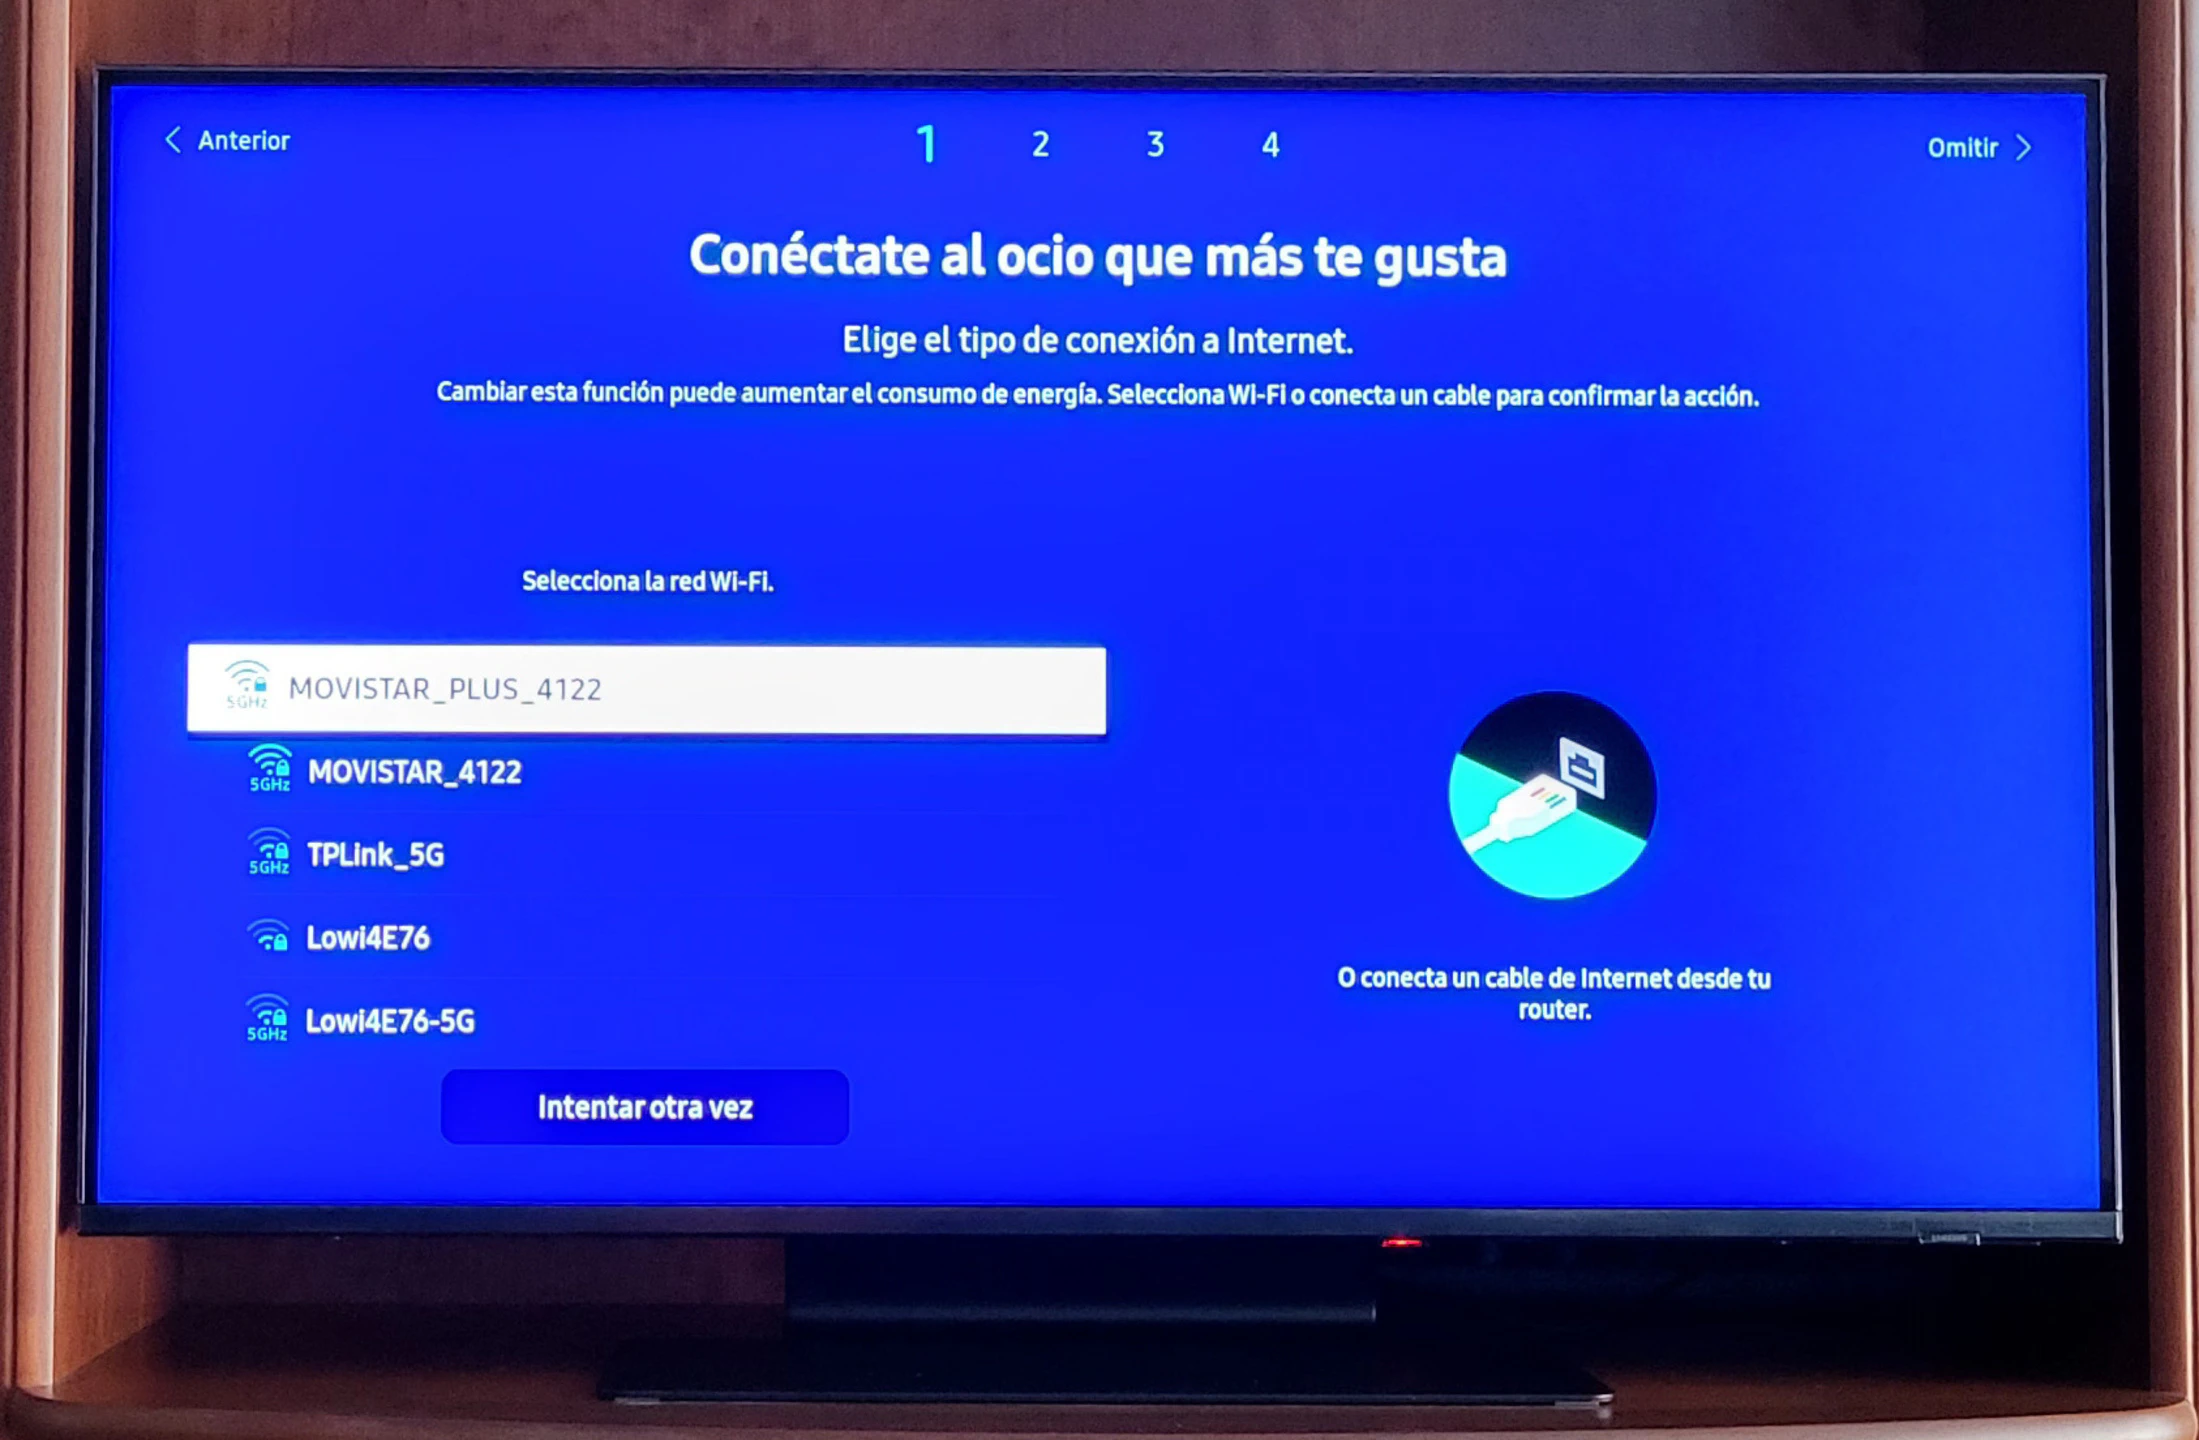 Anterior
1 2 3 4
Omitir
Conéctate al ocio que más te gusta
Elige el tipo de conexión a Internet.
Cambiar esta función puede aumentar el consumo de energía. Selecciona Wi-Fi o conecta un cable para confirmar la acción.
Selecciona la red Wi-Fi.
5GHz MOVISTAR_PLUS_4122
5GHz MOVISTAR_4122
5GHz TPLink_5G
Lowi4E76
5GHz Lowi4E76-5G
Intentar otra vez
O conecta un cable de Internet desde tu
router.